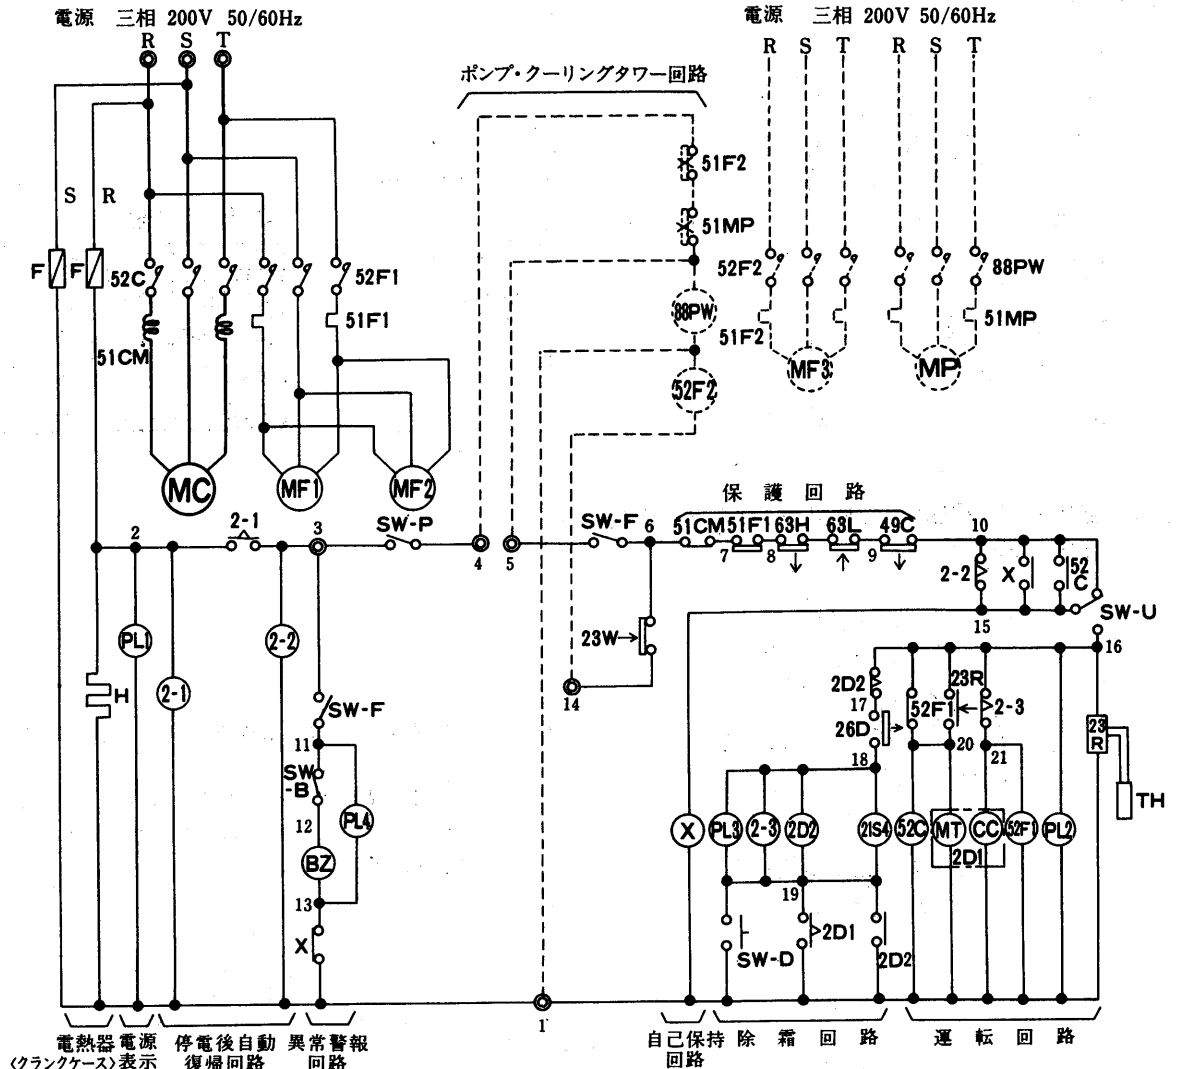 電源 三相 200V 50/60Hz
R S T
電源 三相 200V 50/60Hz
R S T R S T
ポンプ・クーリングタワー回路
51F2
S R
51MP
F F 52C 52F1
52F2 88PW
88PW
51F1
51F2 51MP
51CM
MF3 MP
52F2
MC MF1 MF2
保護回路
2-1 SW-P SW-F 6 51CM 51F1 63H 63L 49C 10
2 3 4 5 7 8 9
2-2 X 52C
SW-U
15
PL1 2-2 23W 16
H 2-1 14
2D2 23R
17 52F1 2-3
SW-F 26D 23R
11 18 20 21
SW-B
TH
12 PL4
X PL3 2-3 2D2 21S4 52C MT CC 52F1 PL2
2D1
BZ
13 19
X SW-D 2D1 2D2
1
電熱器
〈クランクケース〉
電源
表示
停電後自動
復帰回路
異常警報
回路
自己保持
回路
除霜回路
運転回路